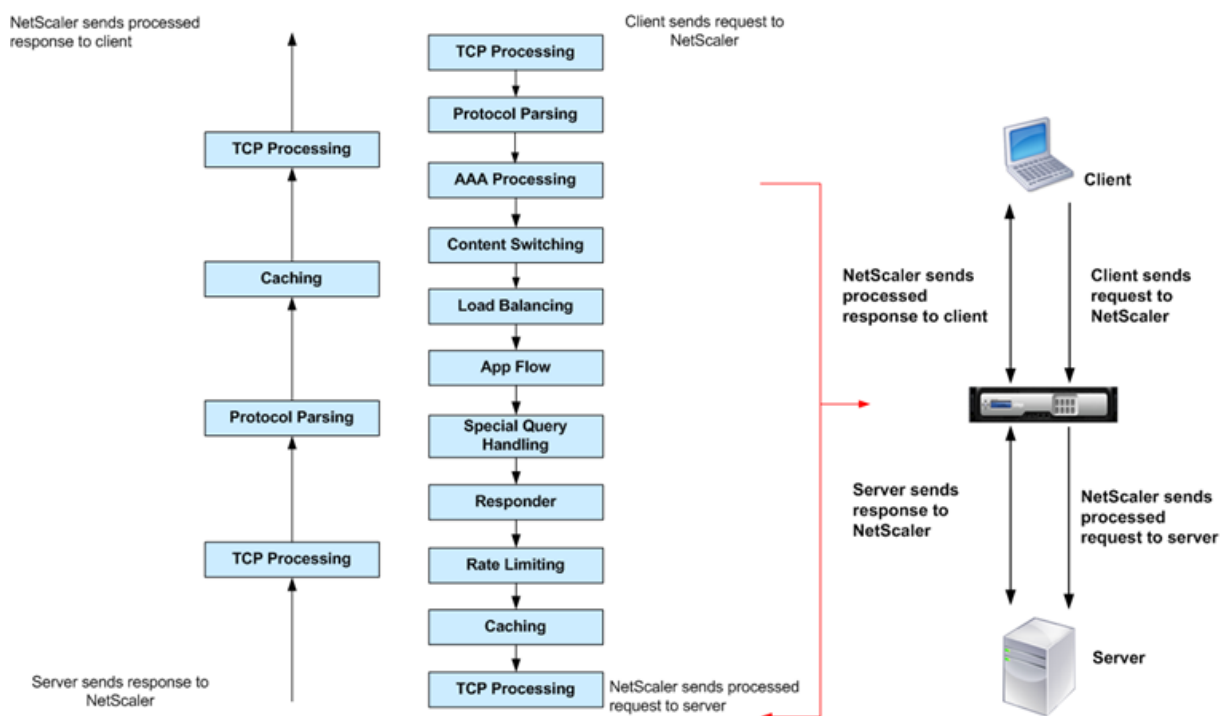 NetScaler sends processed
response to client
TCP Processing
Caching
Protocol Parsing
TCP Processing
Server sends response to
NetScaler
Client sends request to
NetScaler
TCP Processing
Protocol Parsing
AAA Processing
Content Switching
Load Balancing
App Flow
Special Query
Handling
Responder
Rate Limiting
Caching
TCP Processing
NetScaler sends processed
request to server
Client
NetScaler sends
processed
response to client
Client sends
request to
NetScaler
Server sends
response to
NetScaler
NetScaler sends
processed
request to server
Server